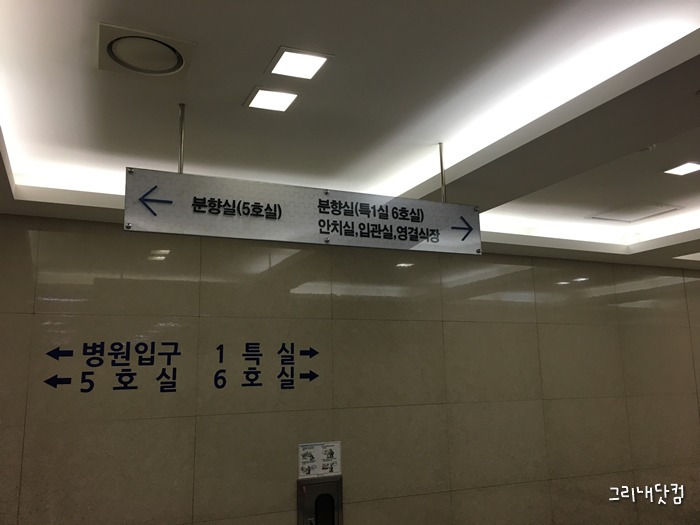 ← 분향실(5호실)
분향실(특1실 6호실) →
안치실,입관실,영결식장
← 병원입구 1 특 실 →
← 5 호 실 6 호 실 →
그리내닷컴